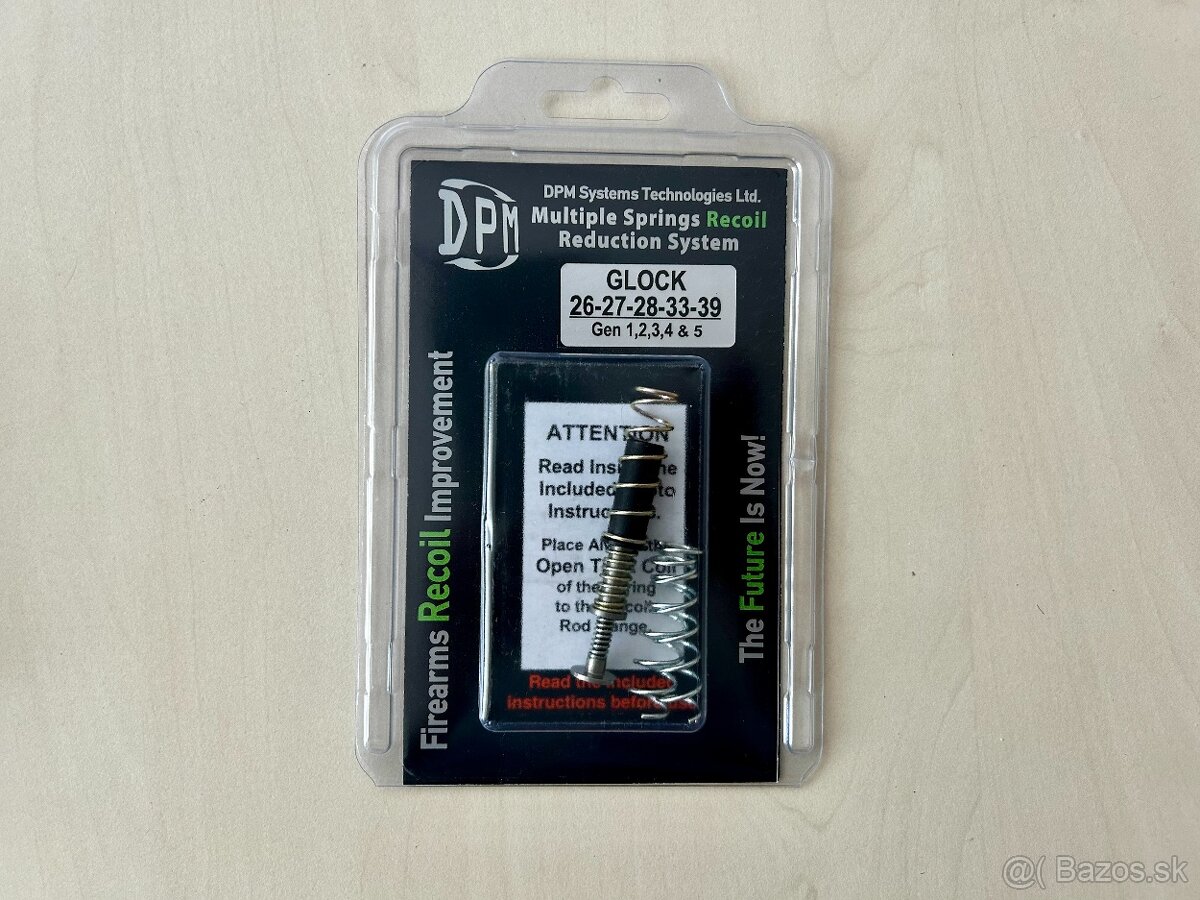 DPM
DPM Systems Technologies Ltd.
Multiple Springs Recoil
Reduction System
GLOCK
26-27-28-33-39
Gen 1,2,3,4 & 5
Firearms Recoil Improvement
ATTENTION
Read
Included to
Place
Open Coil
of the
to the
Rod
Read the included
instructions before
The Future Is Now!
@( Bazos.sk